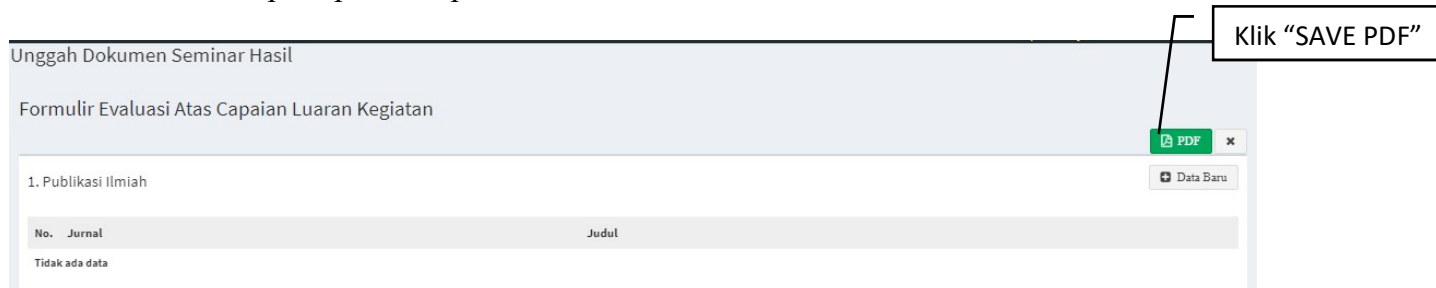 Klik “SAVE PDF”
Unggah Dokumen Seminar Hasil
Formulir Evaluasi Atas Capaian Luaran Kegiatan
PDF ×
1. Publikasi Ilmiah
Data Baru
No. Jurnal Judul
Tidak ada data